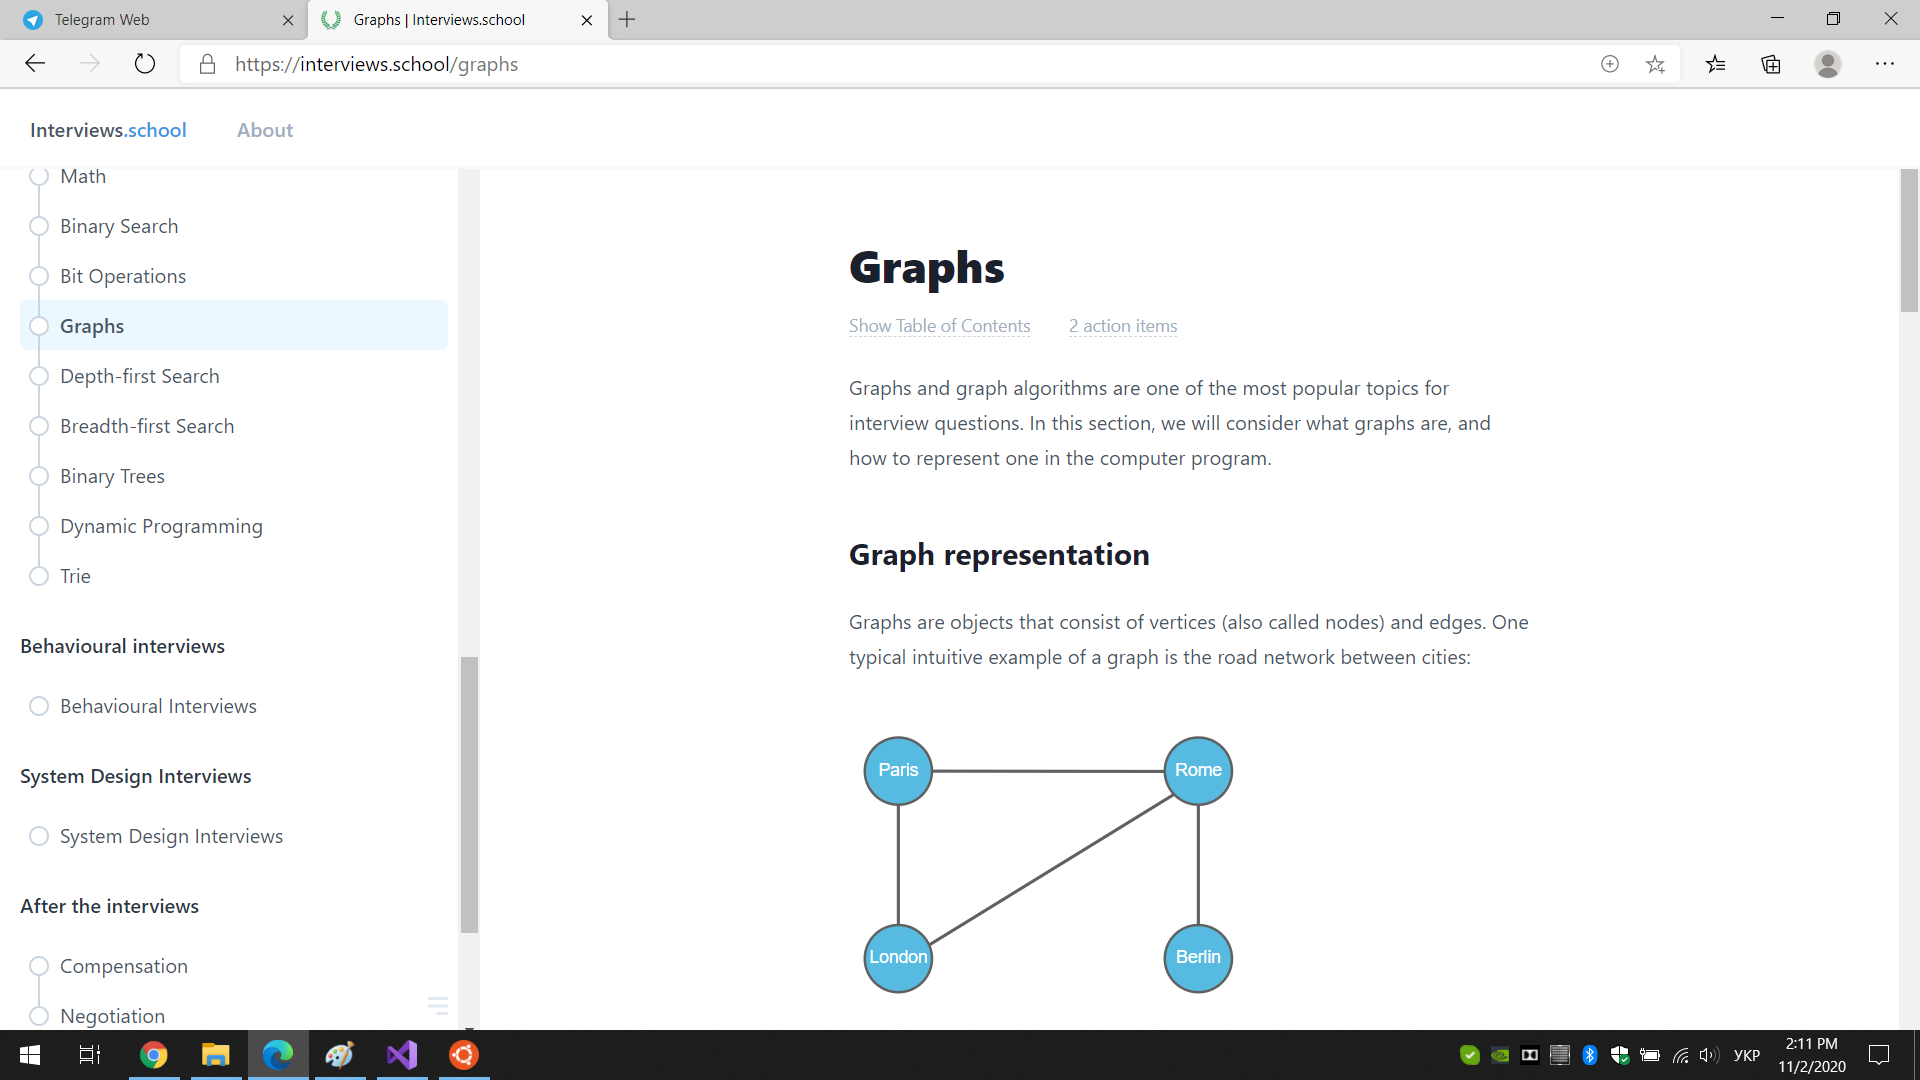 Telegram Web
Graphs | Interviews.school
https://interviews.school/graphs
Interviews.school
About
Math
Binary Search
Bit Operations
Graphs
Depth-first Search
Breadth-first Search
Binary Trees
Dynamic Programming
Trie
Behavioural interviews
Behavioural Interviews
System Design Interviews
System Design Interviews
After the interviews
Compensation
Negotiation
Graphs
Show Table of Contents
2 action items
Graphs and graph algorithms are one of the most popular topics for
interview questions. In this section, we will consider what graphs are, and
how to represent one in the computer program.
Graph representation
Graphs are objects that consist of vertices (also called nodes) and edges. One
typical intuitive example of a graph is the road network between cities:
Paris
Rome
London
Berlin
УКР
2:11 PM
11/2/2020